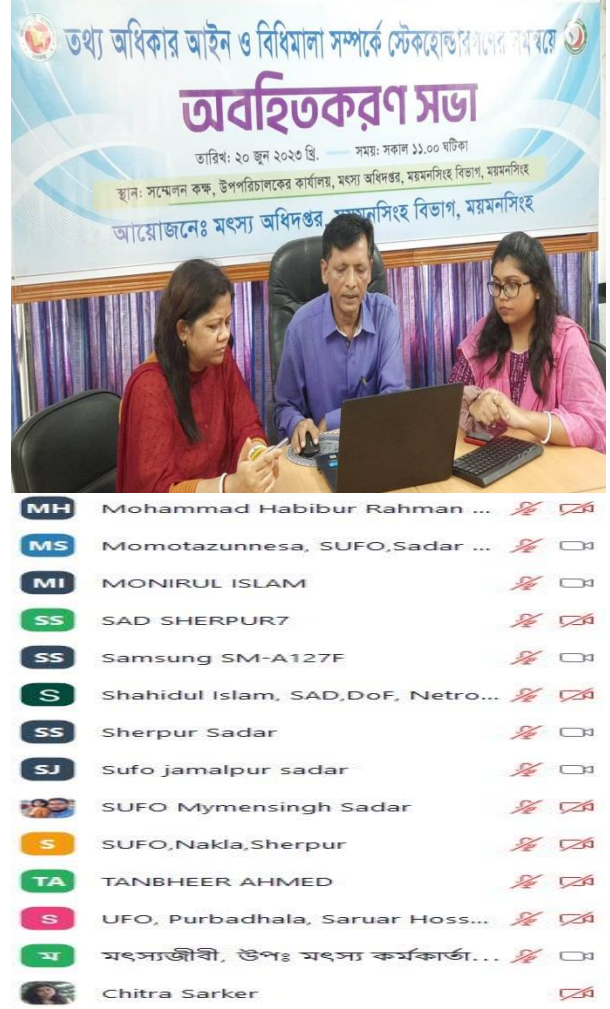 তথ্য অধিকার আইন ও বিধিমালা সম্পর্কে স্টেকহোল্ডারগণের সমন্বয়ে
অবহিতকরণ সভা
তারিখ: ২০ জুন ২০২৩ খ্রি. সময়: সকাল ১১.০০ ঘটিকা
স্থান: সম্মেলন কক্ষ, উপপরিচালকের কার্যালয়, মৎস্য অধিদপ্তর, ময়মনসিংহ বিভাগ, ময়মনসিংহ
আয়োজনেঃ মৎস্য অধিদপ্তর, ময়মনসিংহ বিভাগ, ময়মনসিংহ
MH Mohammad Habibur Rahman ...
MS Momotazunnesa, SUFO,Sadar ...
MI MONIRUL ISLAM
SS SAD SHERPUR7
SS Samsung SM-A127F
S Shahidul Islam, SAD,DoF, Netro...
SS Sherpur Sadar
SJ Sufo jamalpur sadar
SUFO Mymensingh Sadar
S SUFO,Nakla,Sherpur
TA TANBHEER AHMED
S UFO, Purbadhala, Saruar Hoss...
ম মৎস্যজীবী, উপঃ মৎস্য কর্মকার্তা...
Chitra Sarker